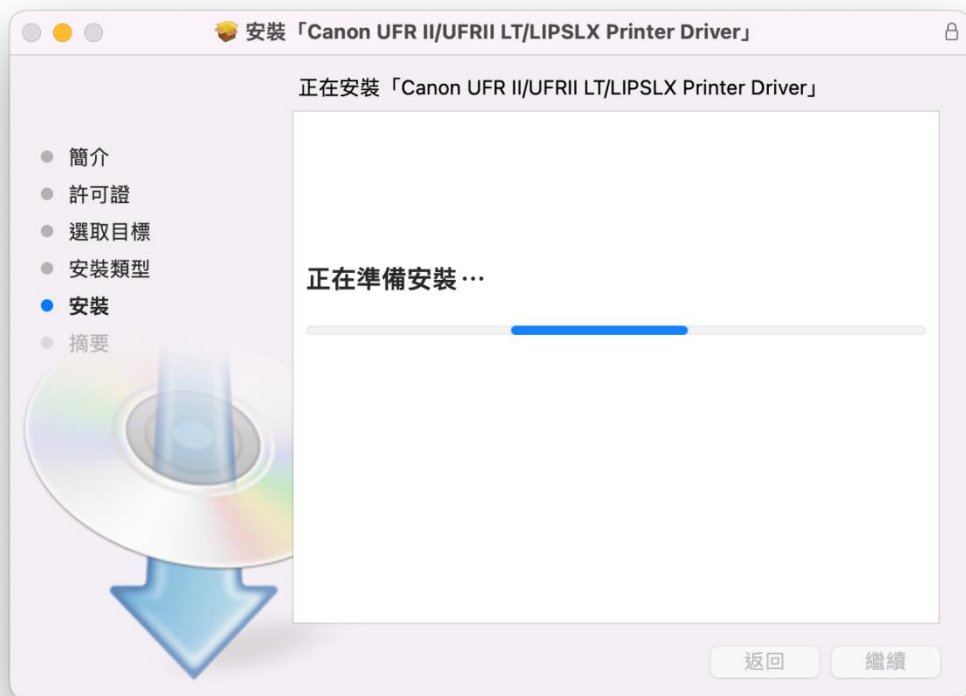 安裝「Canon UFR II/UFRII LT/LIPSLX Printer Driver」
正在安裝「Canon UFR II/UFRII LT/LIPSLX Printer Driver」
簡介
許可證
選取目標
安裝類型
安裝
摘要
正在準備安裝⋯
返回
繼續